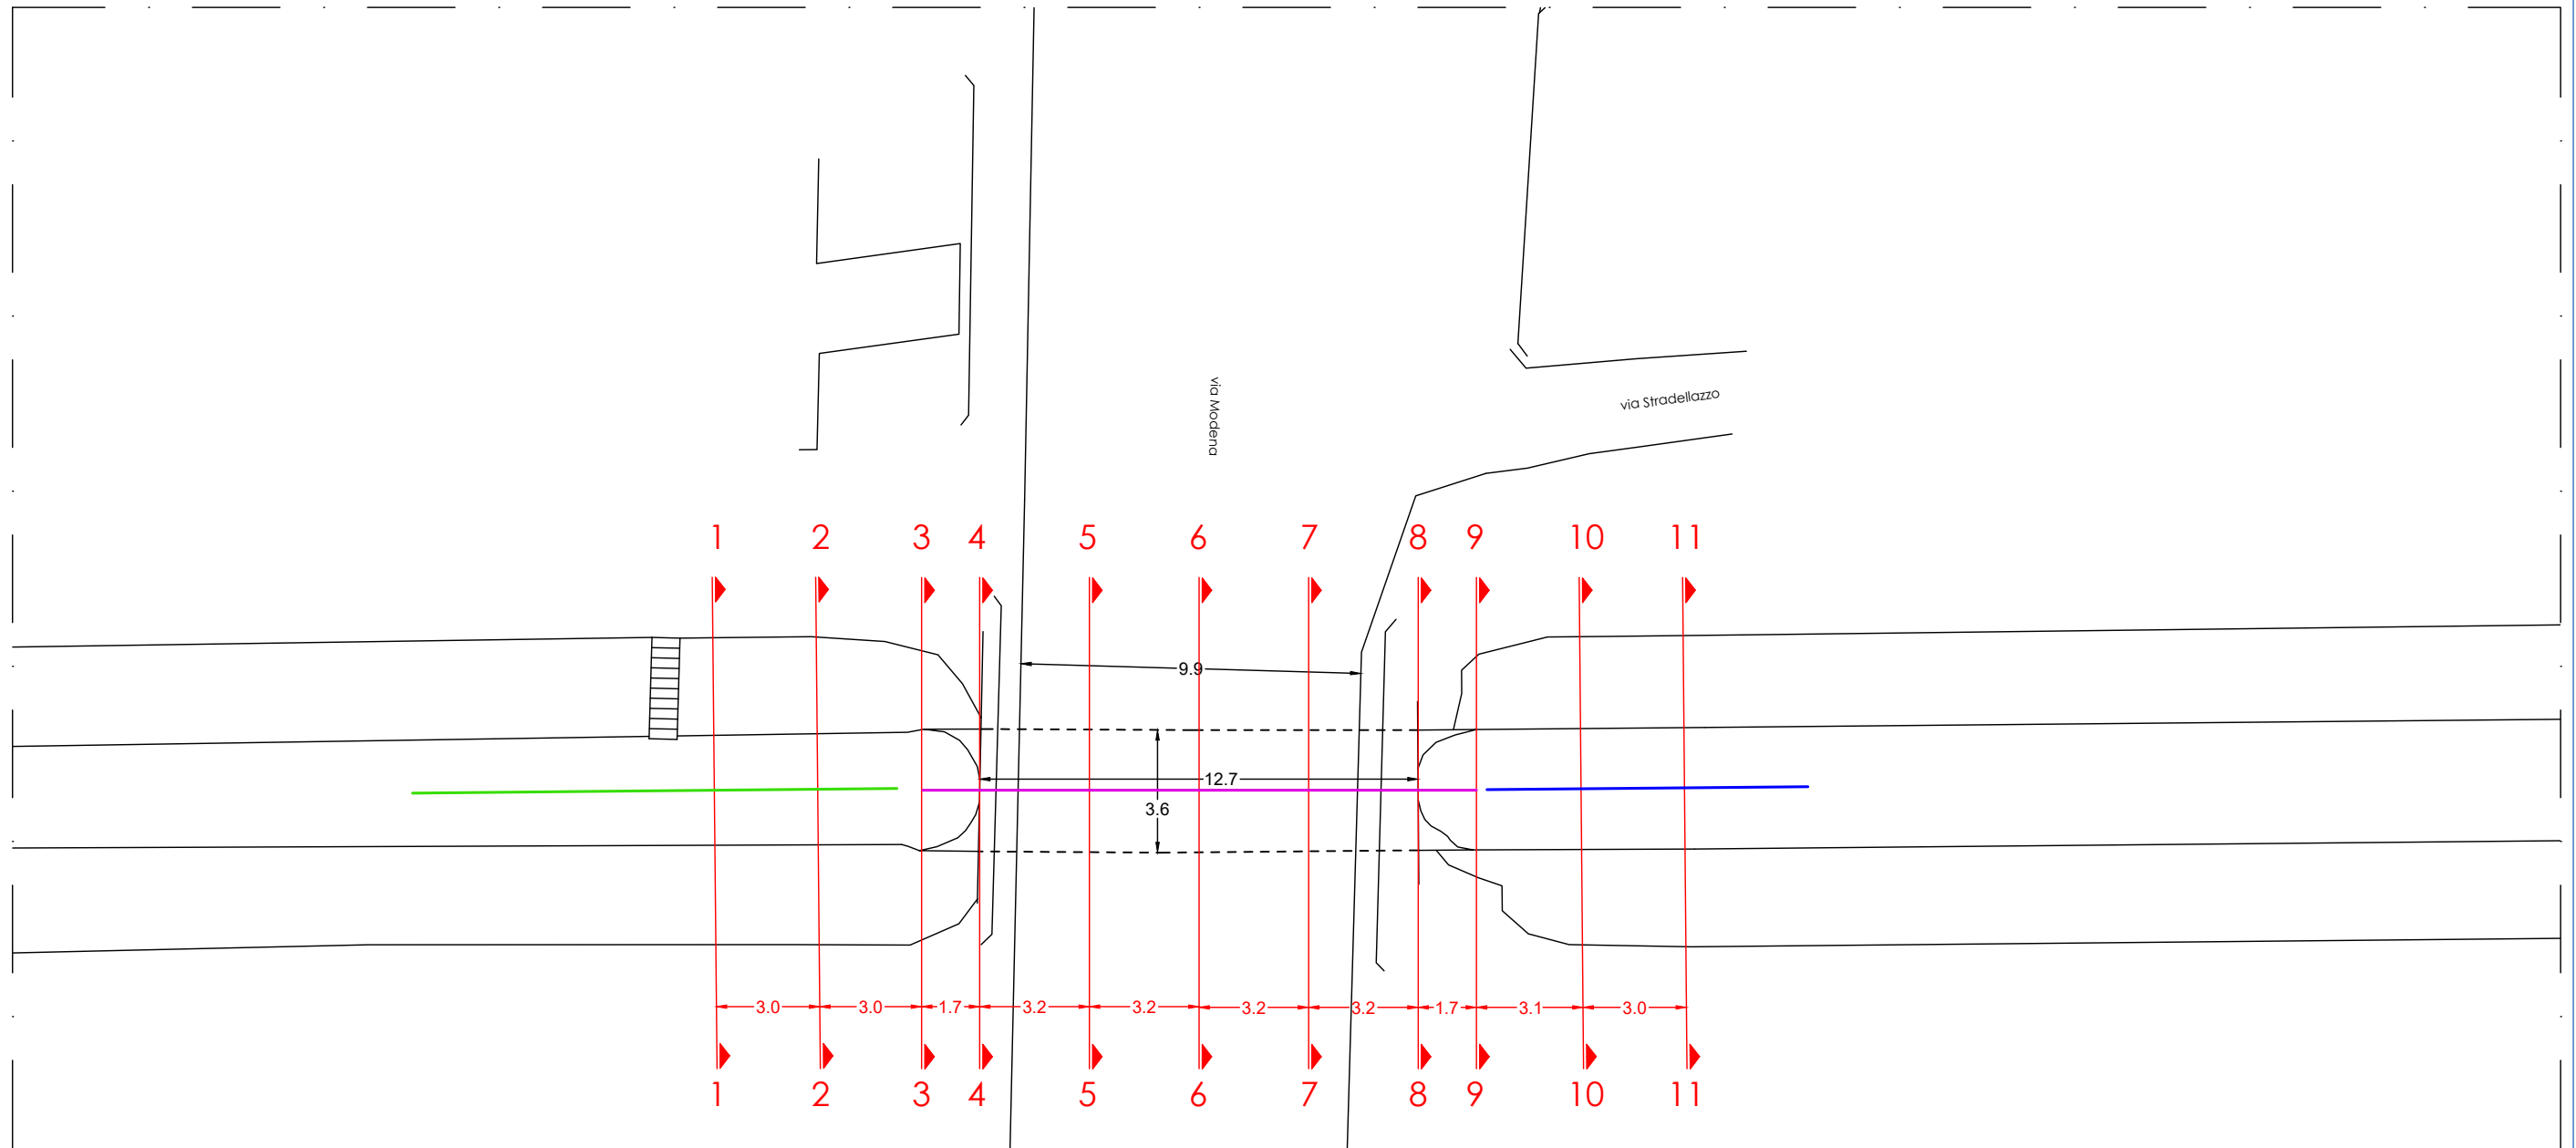 via Modena
via Stradellazzo
1 2 3 4 5 6 7 8 9 10 11
9.9
12.7
3.6
3.0 3.0 1.7 3.2 3.2 3.2 3.2 1.7 3.1 3.0
1 2 3 4 5 6 7 8 9 10 11